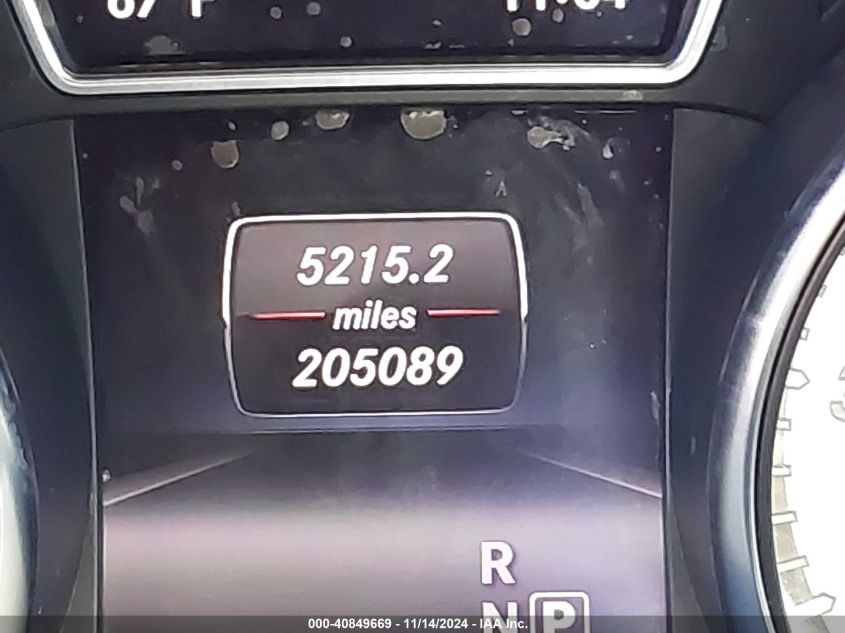 5215.2
miles
205089
R
N P
000-40849669 - 11/14/2024 - IAA Inc.